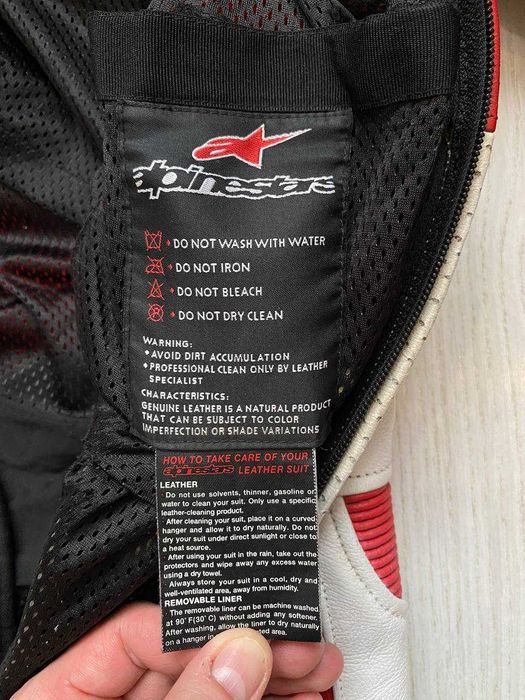 alpinestars
• DO NOT WASH WITH WATER
• DO NOT IRON
• DO NOT BLEACH
• DO NOT DRY CLEAN
WARNING:
• AVOID DIRT ACCUMULATION
• PROFESSIONAL CLEAN ONLY BY LEATHER
SPECIALIST
CHARACTERISTICS:
GENUINE LEATHER IS A NATURAL PRODUCT
THAT CAN BE SUBJECT TO COLOR
IMPERFECTION OR SHADE VARIATIONS
HOW TO TAKE CARE OF YOUR
alpinestars LEATHER SUIT
LEATHER
· Do not use solvents, thinner, gasoline or
water to clean your suit. Only use a specific
leather-cleaning product.
· After cleaning your suit, place it on a curved
hanger and allow it to dry naturally. Do not
dry your suit under direct sunlight or close to
a heat source.
· After using your suit in the rain, take out the
protectors and wipe away any excess water
using a dry towel.
· Always store your suit in a cool, dry and
well-ventilated area, away from humidity.
REMOVABLE LINER
· The removable liner can be machine washed
at 90°F(30°C) without adding any softener.
After washing, allow the liner to dry naturally
on a hanger in ted area.